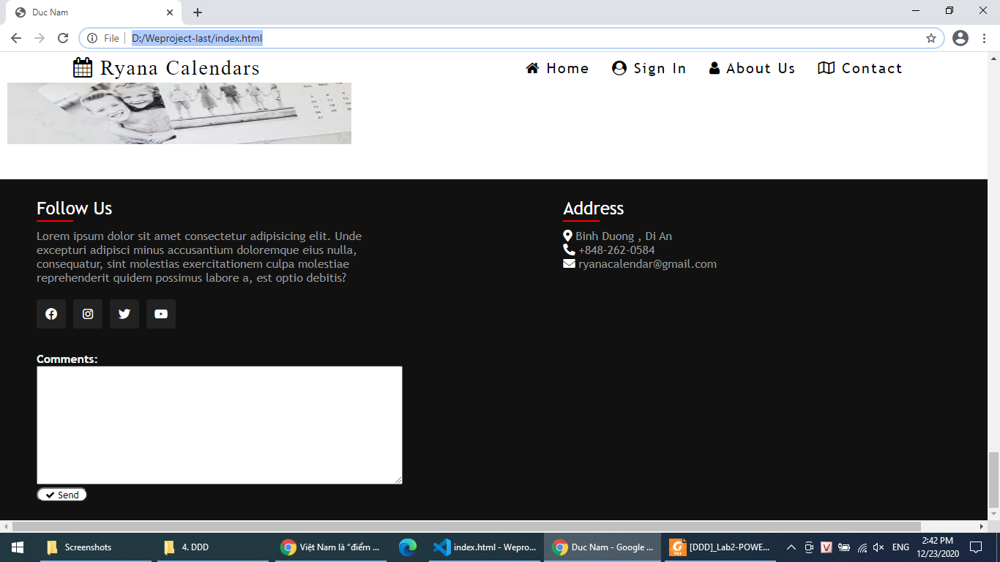 Duc Nam
File
D:/Weproject-last/index.html
Ryana Calendars
Home
Sign In
About Us
Contact
Follow Us
Lorem ipsum dolor sit amet consectetur adipisicing elit. Unde
excepturi adipisci minus accusantium doloremque eius nulla,
consequatur, sint molestias exercitationem culpa molestiae
reprehenderit quidem possimus labore a, est optio debitis?
Address
Binh Duong , Di An
+848-262-0584
ryanacalendar@gmail.com
Comments:
Send
Screenshots
4. DDD
Việt Nam là "điểm ...
index.html - Wepro...
Duc Nam - Google ...
[DDD]_Lab2-POWE...
ENG
2:42 PM
12/23/2020